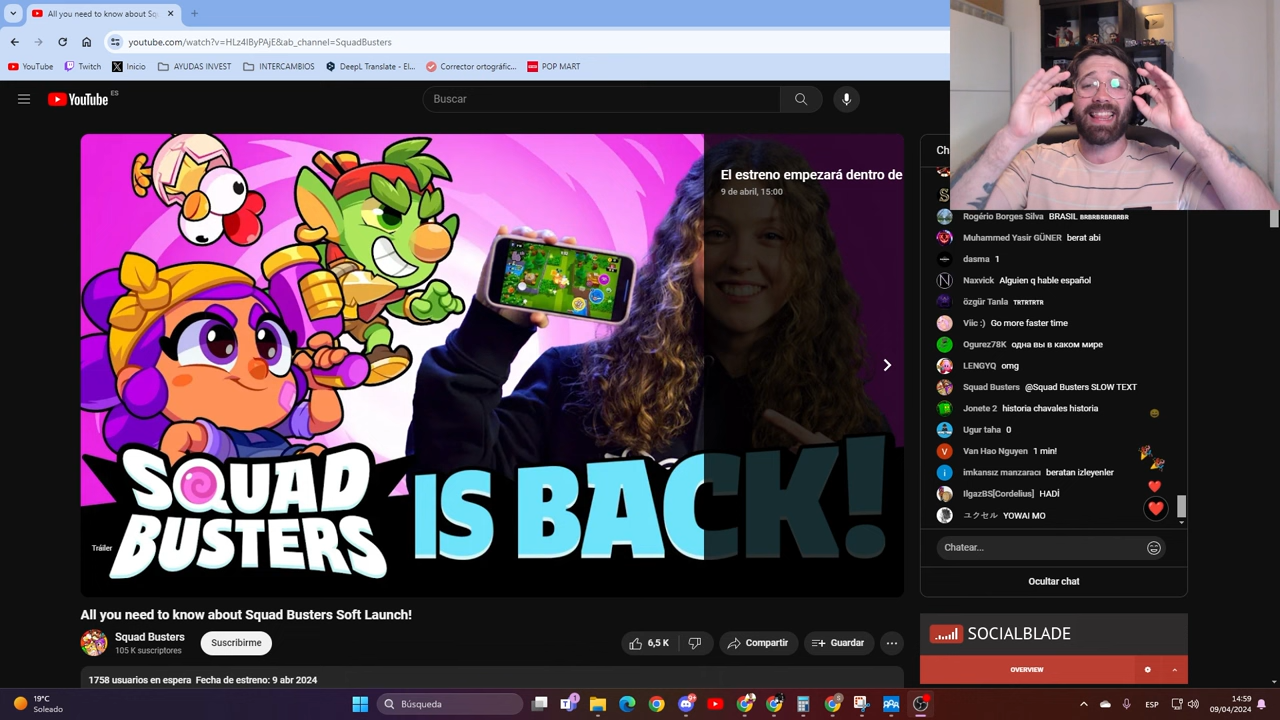 All you need to know about Squ
youtube.com/watch?v=HLz4IByPAjE&ab_channel=SquadBusters
YouTube
Twitch
Inicio
AYUDAS INVEST
INTERCAMBIOS
DeepL Translate - El...
Corrector ortográfic...
POP MART
YouTube ES
Buscar
El estreno empezará dentro de
9 de abril, 15:00
SQUAD
BUSTERS
IS BACK!
Tráiler
Ch
Rogério Borges Silva BRASIL BRBRBRBRBRBR
Muhammed Yasir GÜNER berat abi
dasma 1
Naxvick Alguien q hable español
özgür Tanla TRTRTRTR
Viic :) Go more faster time
Ogurez78K одна вы в каком мире
LENGYQ omg
Squad Busters @Squad Busters SLOW TEXT
Jonete 2 historia chavales historia
Ugur taha 0
Van Hao Nguyen 1 min!
imkansız manzaracı beratan izleyenler
IlgazBS[Cordelius] HADİ
ユクセル YOWAI MO
Chatear...
Ocultar chat
All you need to know about Squad Busters Soft Launch!
Squad Busters
105 K suscriptores
Suscribirme
6,5 K
Compartir
Guardar
1758 usuarios en espera Fecha de estreno: 9 abr 2024
SOCIALBLADE
OVERVIEW
19°C
Soleado
Búsqueda
ESP
14:59
09/04/2024